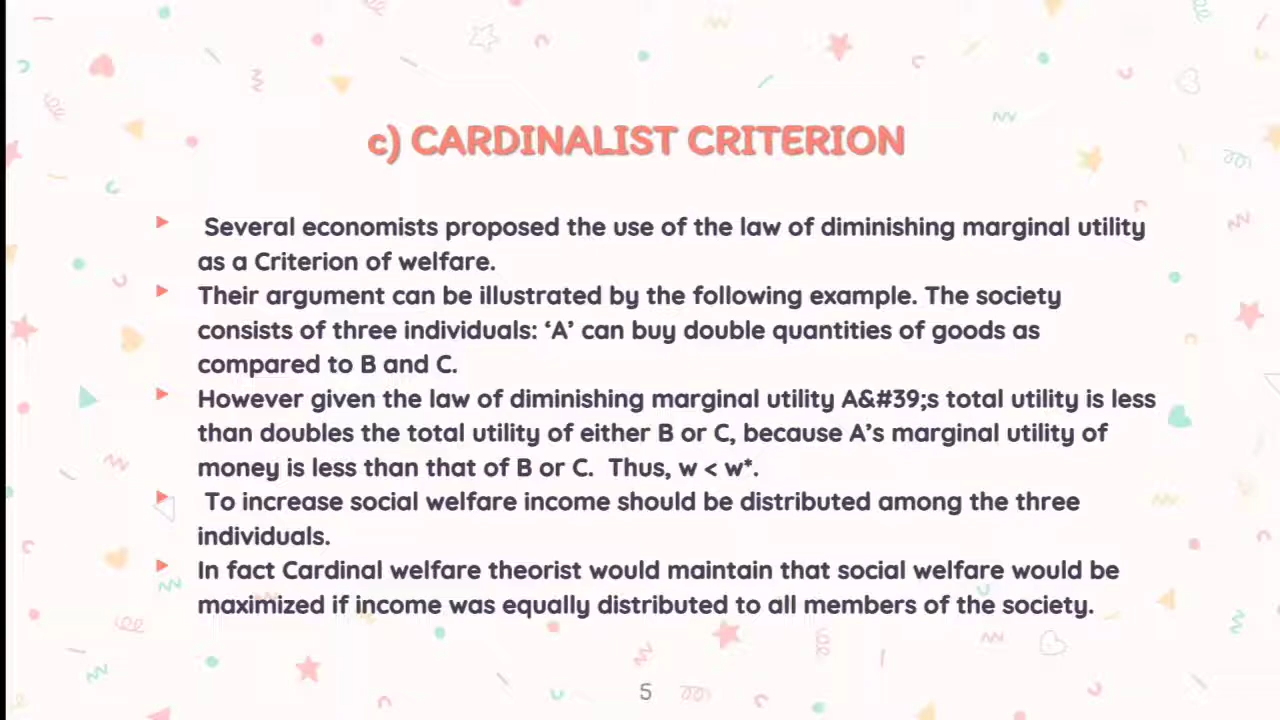 c) CARDINALIST CRITERION
Several economists proposed the use of the law of diminishing marginal utility
as a Criterion of welfare.
Their argument can be illustrated by the following example. The society
consists of three individuals: ‘A’ can buy double quantities of goods as
compared to B and C.
However given the law of diminishing marginal utility A&#39;s total utility is less
than doubles the total utility of either B or C, because A’s marginal utility of
money is less than that of B or C.  Thus, w < w*.
To increase social welfare income should be distributed among the three
individuals.
In fact Cardinal welfare theorist would maintain that social welfare would be
maximized if income was equally distributed to all members of the society.
5